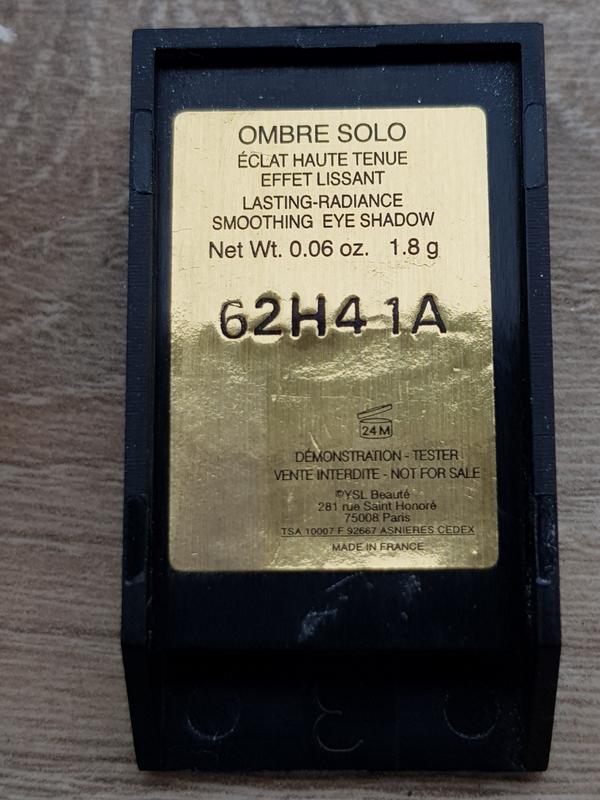 OMBRE SOLO
ÉCLAT HAUTE TENUE
EFFET LISSANT
LASTING-RADIANCE
SMOOTHING EYE SHADOW
Net Wt. 0.06 oz. 1.8 g
62H41A
24 M
DÉMONSTRATION - TESTER
VENTE INTERDITE - NOT FOR SALE
©YSL Beauté
281 rue Saint Honoré
75008 Paris
TSA 10007 F 92667 ASNIERES CEDEX
MADE IN FRANCE
3